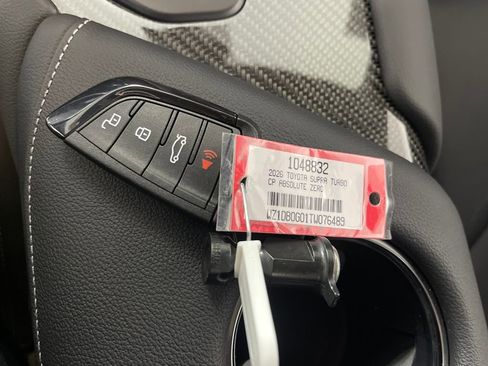 1048832
2026 TOYOTA SUPRA TURBO
CP ABSOLUTE ZERO
WZ1DB0G01TW076489